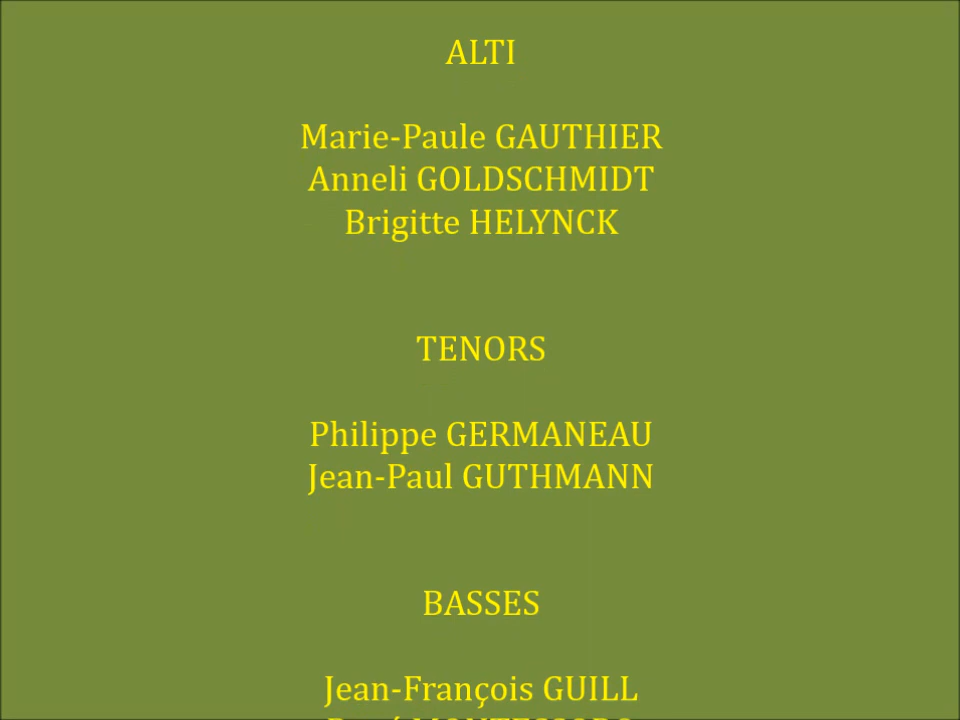 ALTI
Marie-Paule GAUTHIER
Anneli GOLDSCHMIDT
Brigitte HELYNCK
TENORS
Philippe GERMANEAU
Jean-Paul GUTHMANN
BASSES
Jean-François GUILL